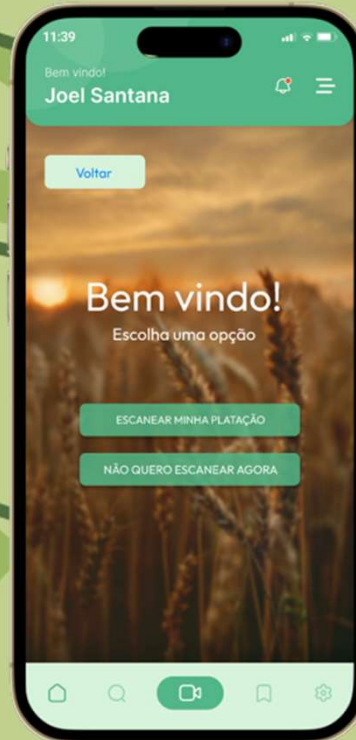 11:39
Bem vindo!
Joel Santana
Voltar
Bem vindo!
Escolha uma opção
ESCANEAR MINHA PLATAÇÃO
NÃO QUERO ESCANEAR AGORA